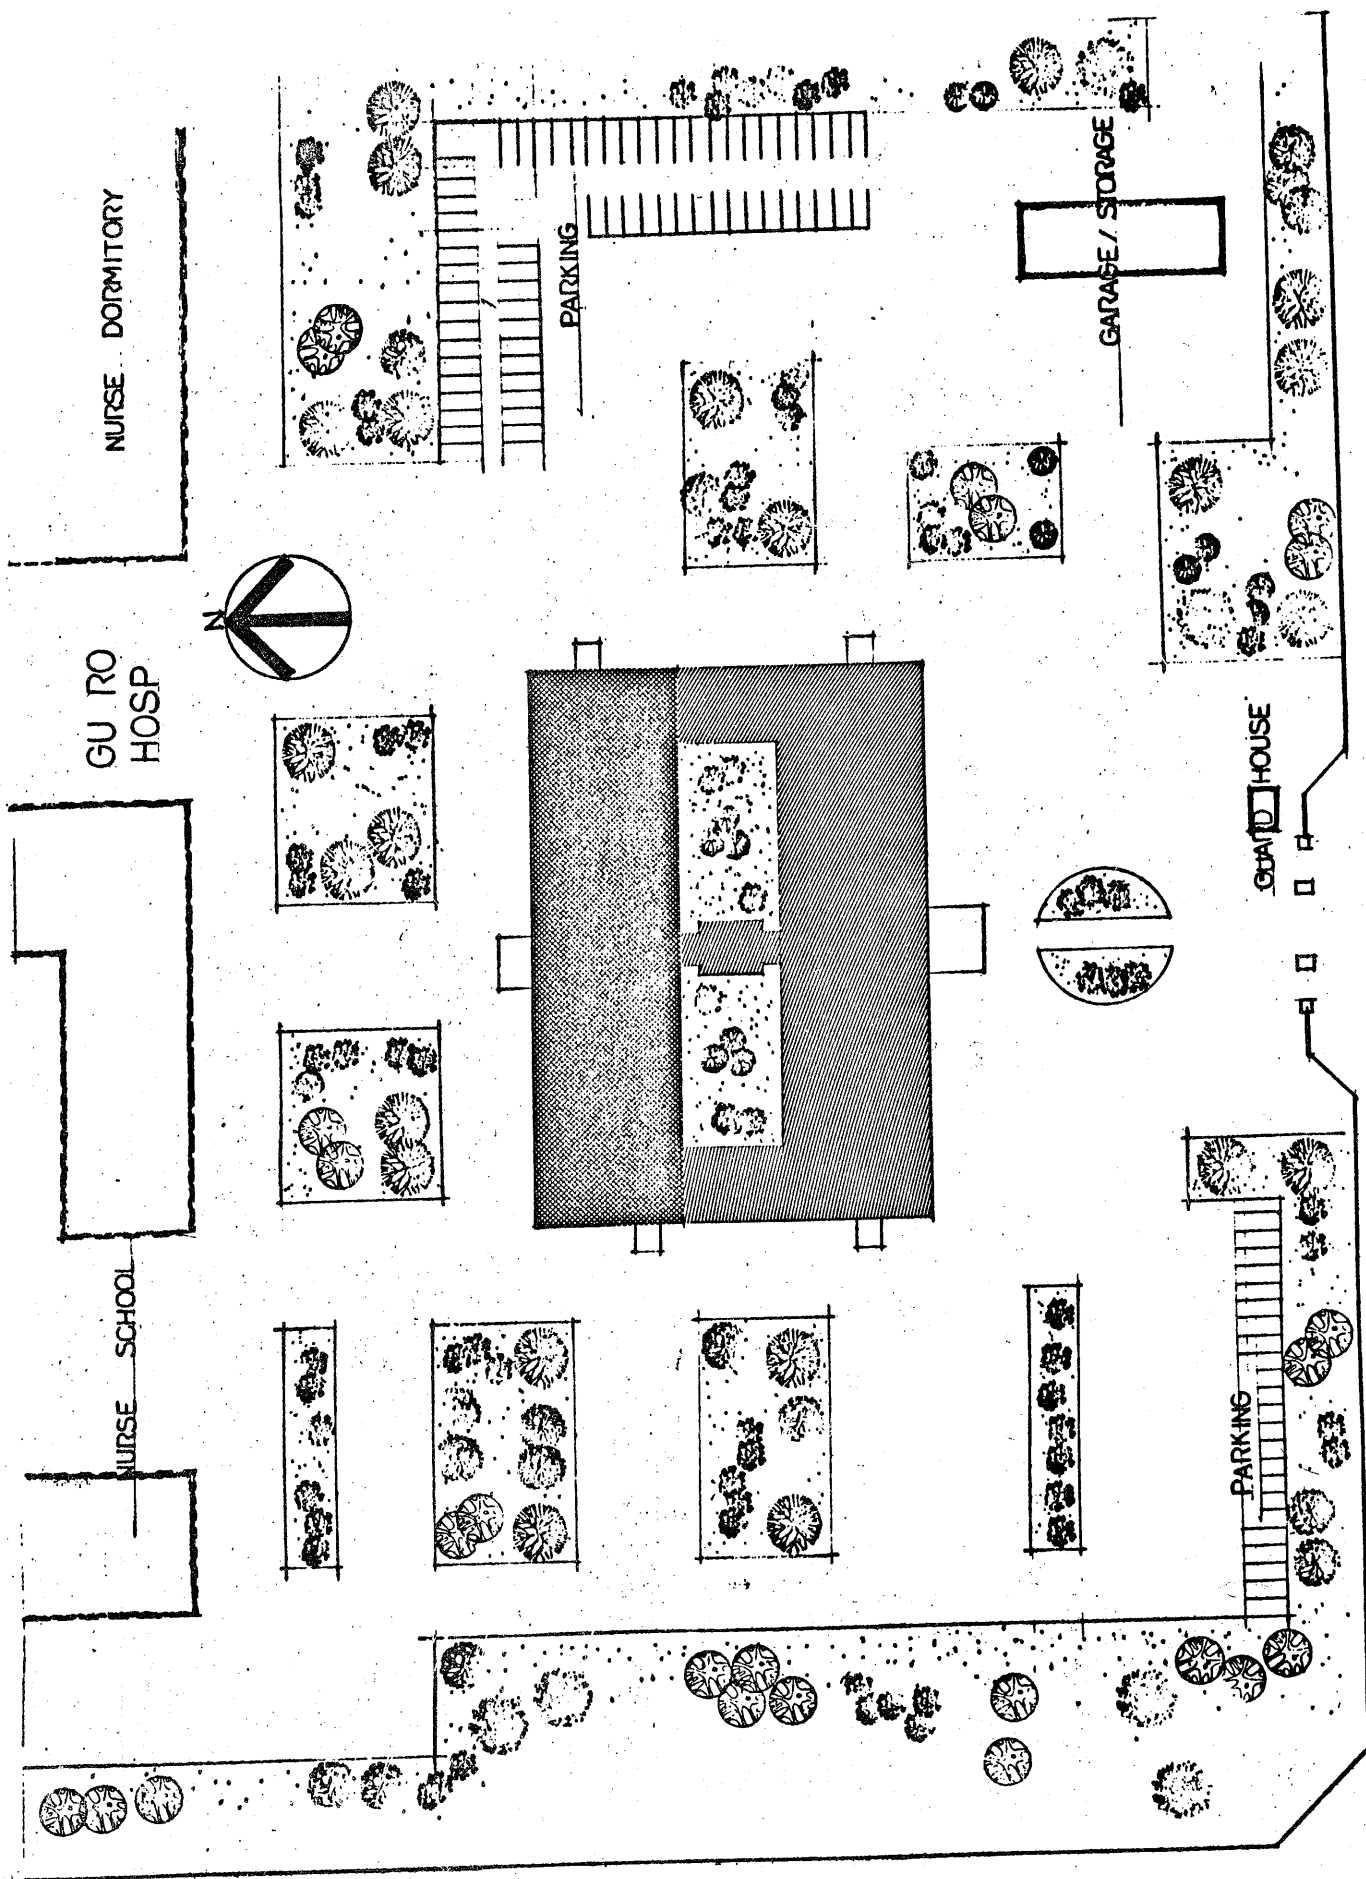 NURSE DORMITORY
GU RO
HOSP
N
NURSE SCHOOL
PARKING
GARAGE / STORAGE
GUARD HOUSE
PARKING